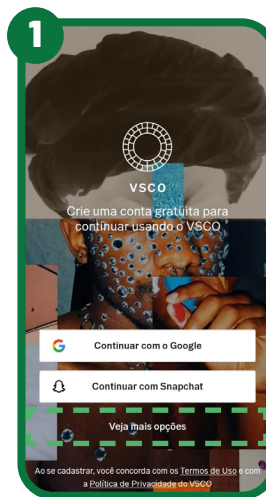 1
VSCO
Crie uma conta gratuita para
continuar usando o VSCO
Continuar com o Google
Continuar com Snapchat
Veja mais opções
Ao se cadastrar, você concorda com os Termos de Uso e com
a Política de Privacidade do VSCO